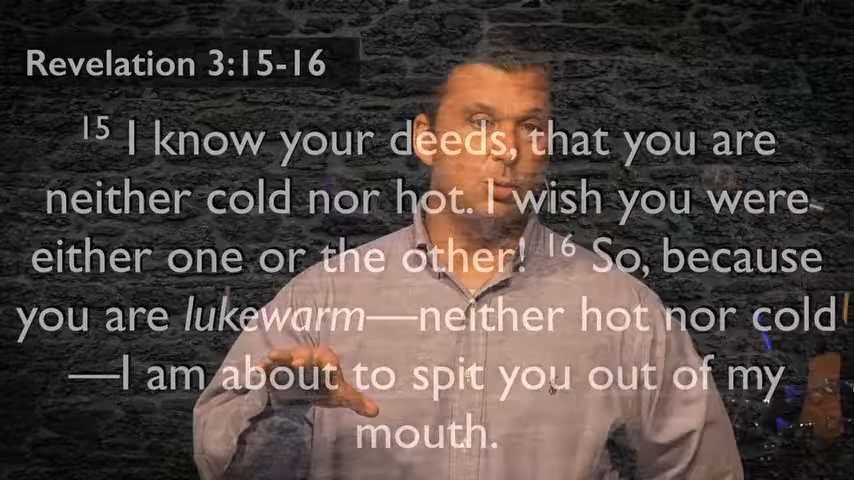 Revelation 3:15-16
15 I know your deeds, that you are
neither cold nor hot. I wish you were
either one or the other! 16 So, because
you are lukewarm—neither hot nor cold
—I am about to spit you out of my
mouth.